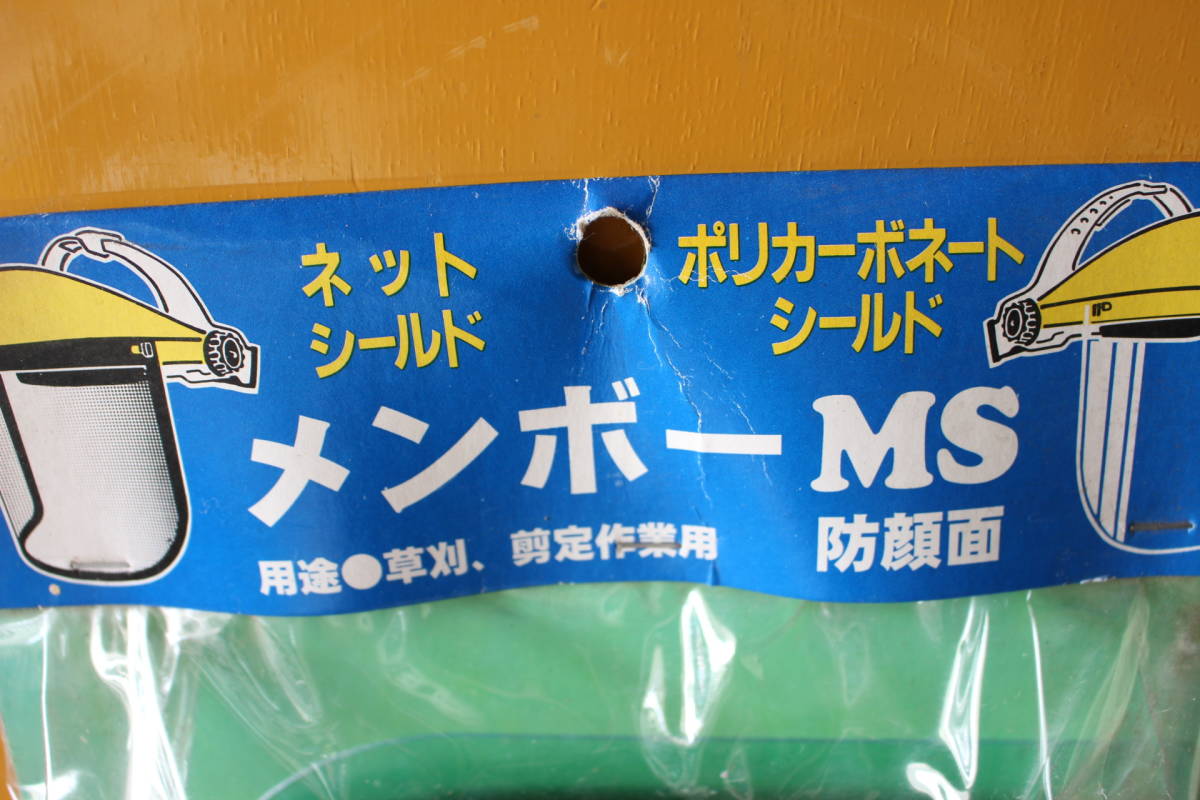 ネット
シールド
ポリカーボネート
シールド
メンボーMS
用途●草刈、剪定作業用
防顔面